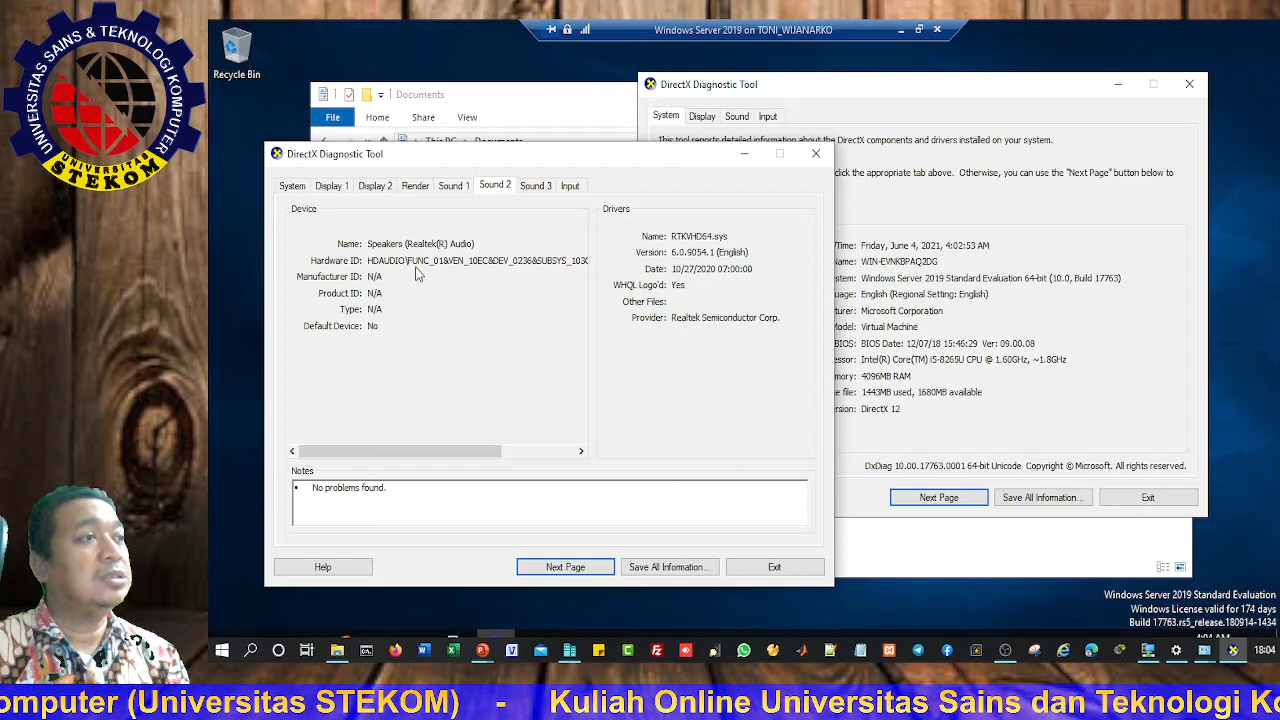 UNIVERSITAS SAINS & TEKNOLOGI KOMPUTER
UNIVERSITAS
STEKOM
Recycle Bin
Windows Server 2019 on TONI_WIJANARKO
Documents
File Home Share View
This PC Documents
DirectX Diagnostic Tool
System Display Sound Input
This tool reports detailed information about the DirectX components and drivers installed on your system.
click the appropriate tab above. Otherwise, you can use the "Next Page" button below to
/Time: Friday, June 4, 2021, 4:02:53 AM
WIN-EVNKBPAQ2DG
Windows Server 2019 Standard Evaluation 64-bit (10.0, Build 17763)
uage: English (Regional Setting: English)
urer: Microsoft Corporation
Model: Virtual Machine
BIOS: BIOS Date: 12/07/18 15:46:29 Ver: 09.00.08
ssor: Intel(R) Core(TM) i5-8265U CPU @ 1.60GHz, ~1.8GHz
mory: 4096MB RAM
e file: 1443MB used, 1680MB available
ersion: DirectX 12
DxDiag 10.00.17763.0001 64-bit Unicode Copyright © Microsoft. All rights reserved.
Next Page Save All Information... Exit
DirectX Diagnostic Tool
System Display 1 Display 2 Render Sound 1 Sound 2 Sound 3 Input
Device
Name: Speakers (Realtek(R) Audio)
Hardware ID: HDAUDIO\FUNC_01&VEN_10EC&DEV_0236&SUBSYS_103C
Manufacturer ID: N/A
Product ID: N/A
Type: N/A
Default Device: No
Drivers
Name: RTKVHD64.sys
Version: 6.0.9054.1 (English)
Date: 10/27/2020 07:00:00
WHQL Logo'd: Yes
Other Files:
Provider: Realtek Semiconductor Corp.
Notes
No problems found.
Help Next Page Save All Information... Exit
Windows Server 2019 Standard Evaluation
Windows License valid for 174 days
Build 17763.rs5_release.180914-1434
4:04 AM
18:04
omputer (Universitas STEKOM) - Kuliah Online Universitas Sains dan Teknologi Ko